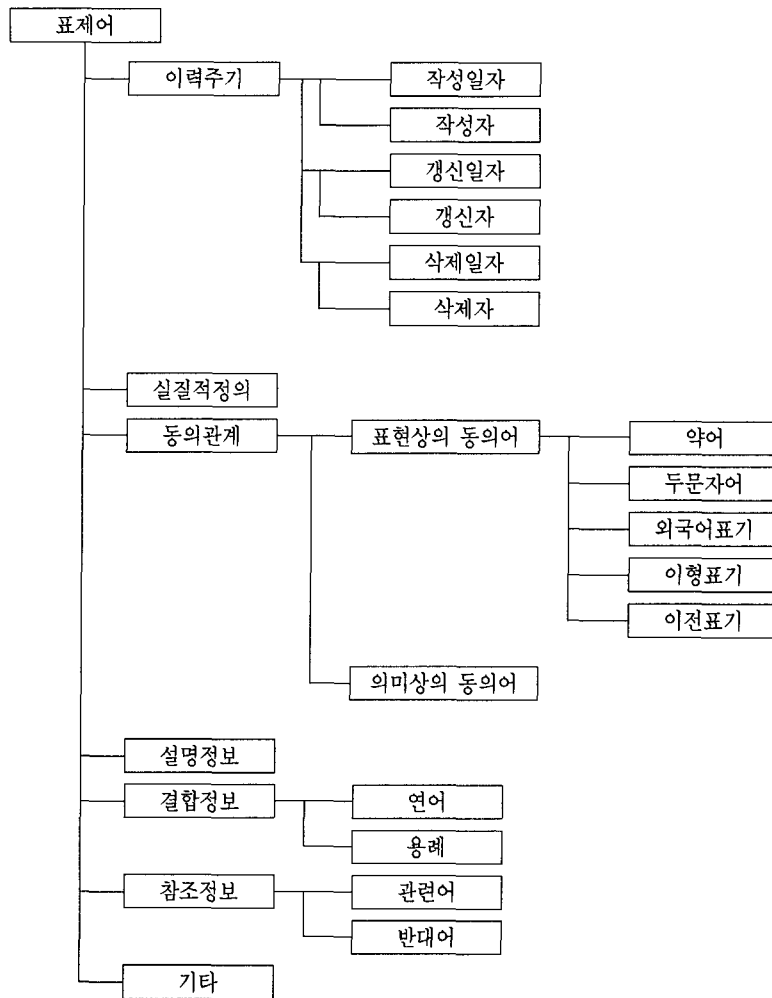 표제어
이력주기
작성일자
작성자
갱신일자
갱신자
삭제일자
삭제자
실질적정의
동의관계
표현상의 동의어
약어
두문자어
외국어표기
이형표기
이전표기
의미상의 동의어
설명정보
결합정보
연어
용례
참조정보
관련어
반대어
기타